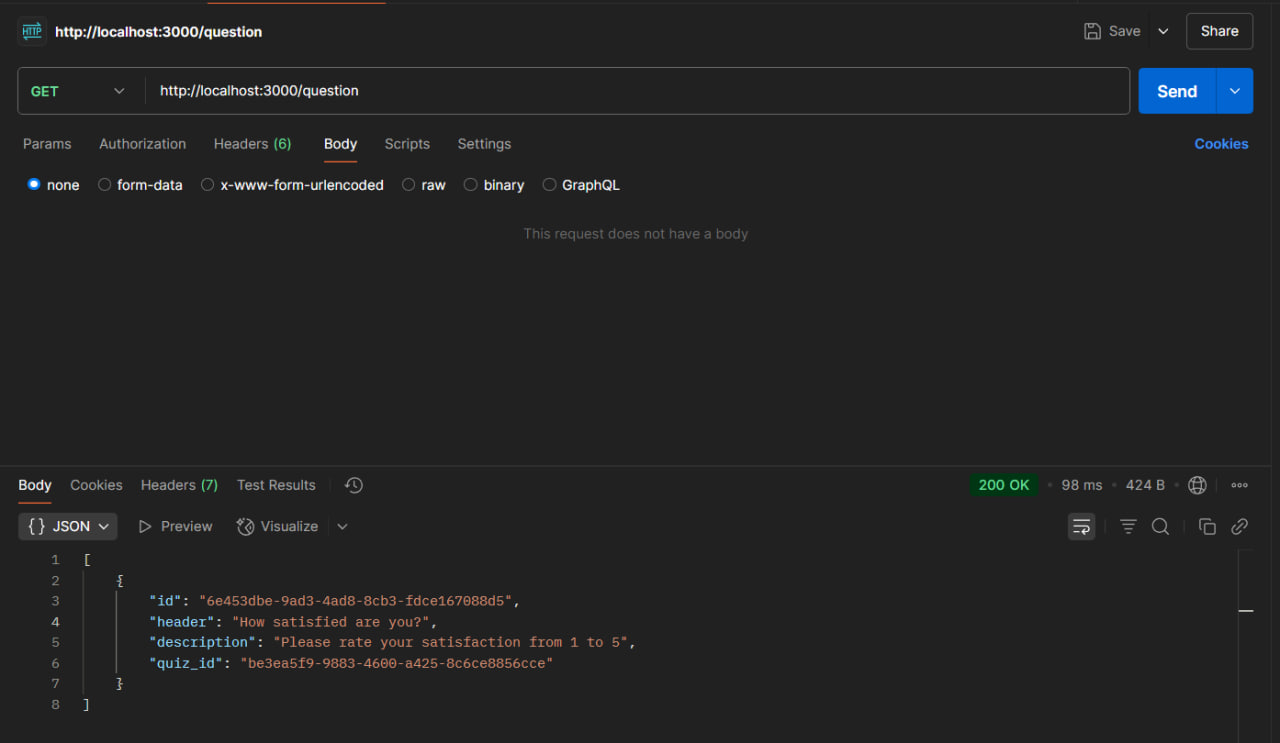 HTTP http://localhost:3000/question Save Share
GET http://localhost:3000/question Send
Params Authorization Headers (6) Body Scripts Settings Cookies
none form-data x-www-form-urlencoded raw binary GraphQL
This request does not have a body
Body Cookies Headers (7) Test Results 200 OK • 98 ms • 424 B •
{ } JSON Preview Visualize
1 [
2 {
3 "id": "6e453dbe-9ad3-4ad8-8cb3-fdce167088d5",
4 "header": "How satisfied are you?",
5 "description": "Please rate your satisfaction from 1 to 5",
6 "quiz_id": "be3ea5f9-9883-4600-a425-8c6ce8856cce"
7 }
8 ]